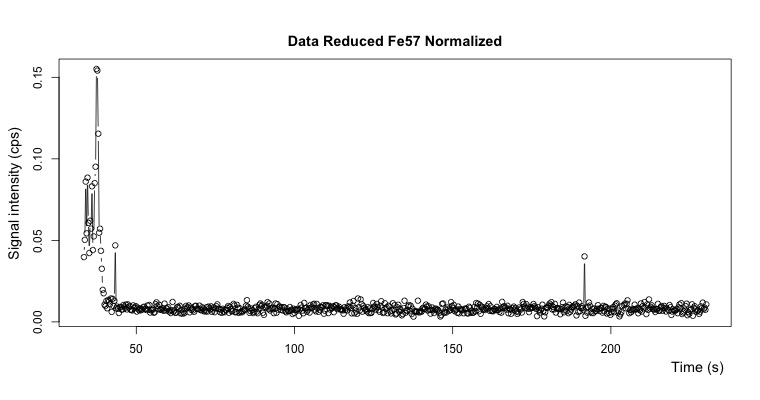 Data Reduced Fe57 Normalized
Signal intensity (cps)
0.15
0.10
0.05
0.00
50 100 150 200
Time (s)